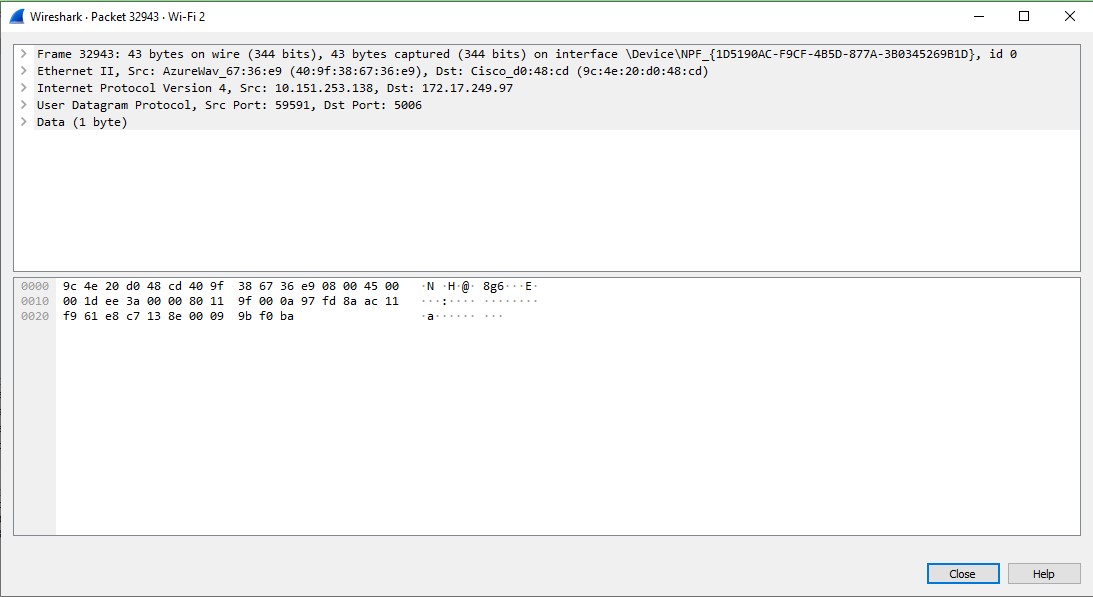 Wireshark · Packet 32943 · Wi-Fi 2
Frame 32943: 43 bytes on wire (344 bits), 43 bytes captured (344 bits) on interface \Device\NPF_{1D5190AC-F9CF-4B5D-877A-3B0345269B1D}, id 0
Ethernet II, Src: AzureWav_67:36:e9 (40:9f:38:67:36:e9), Dst: Cisco_d0:48:cd (9c:4e:20:d0:48:cd)
Internet Protocol Version 4, Src: 10.151.253.138, Dst: 172.17.249.97
User Datagram Protocol, Src Port: 59591, Dst Port: 5006
Data (1 byte)
0000 9c 4e 20 d0 48 cd 40 9f 38 67 36 e9 08 00 45 00 ·N ·H·@· 8g6···E·
0010 00 1d ee 3a 00 00 80 11 9f 00 0a 97 fd 8a ac 11 ···:···· ········
0020 f9 61 e8 c7 13 8e 00 09 9b f0 ba ·a······ ···
Close Help